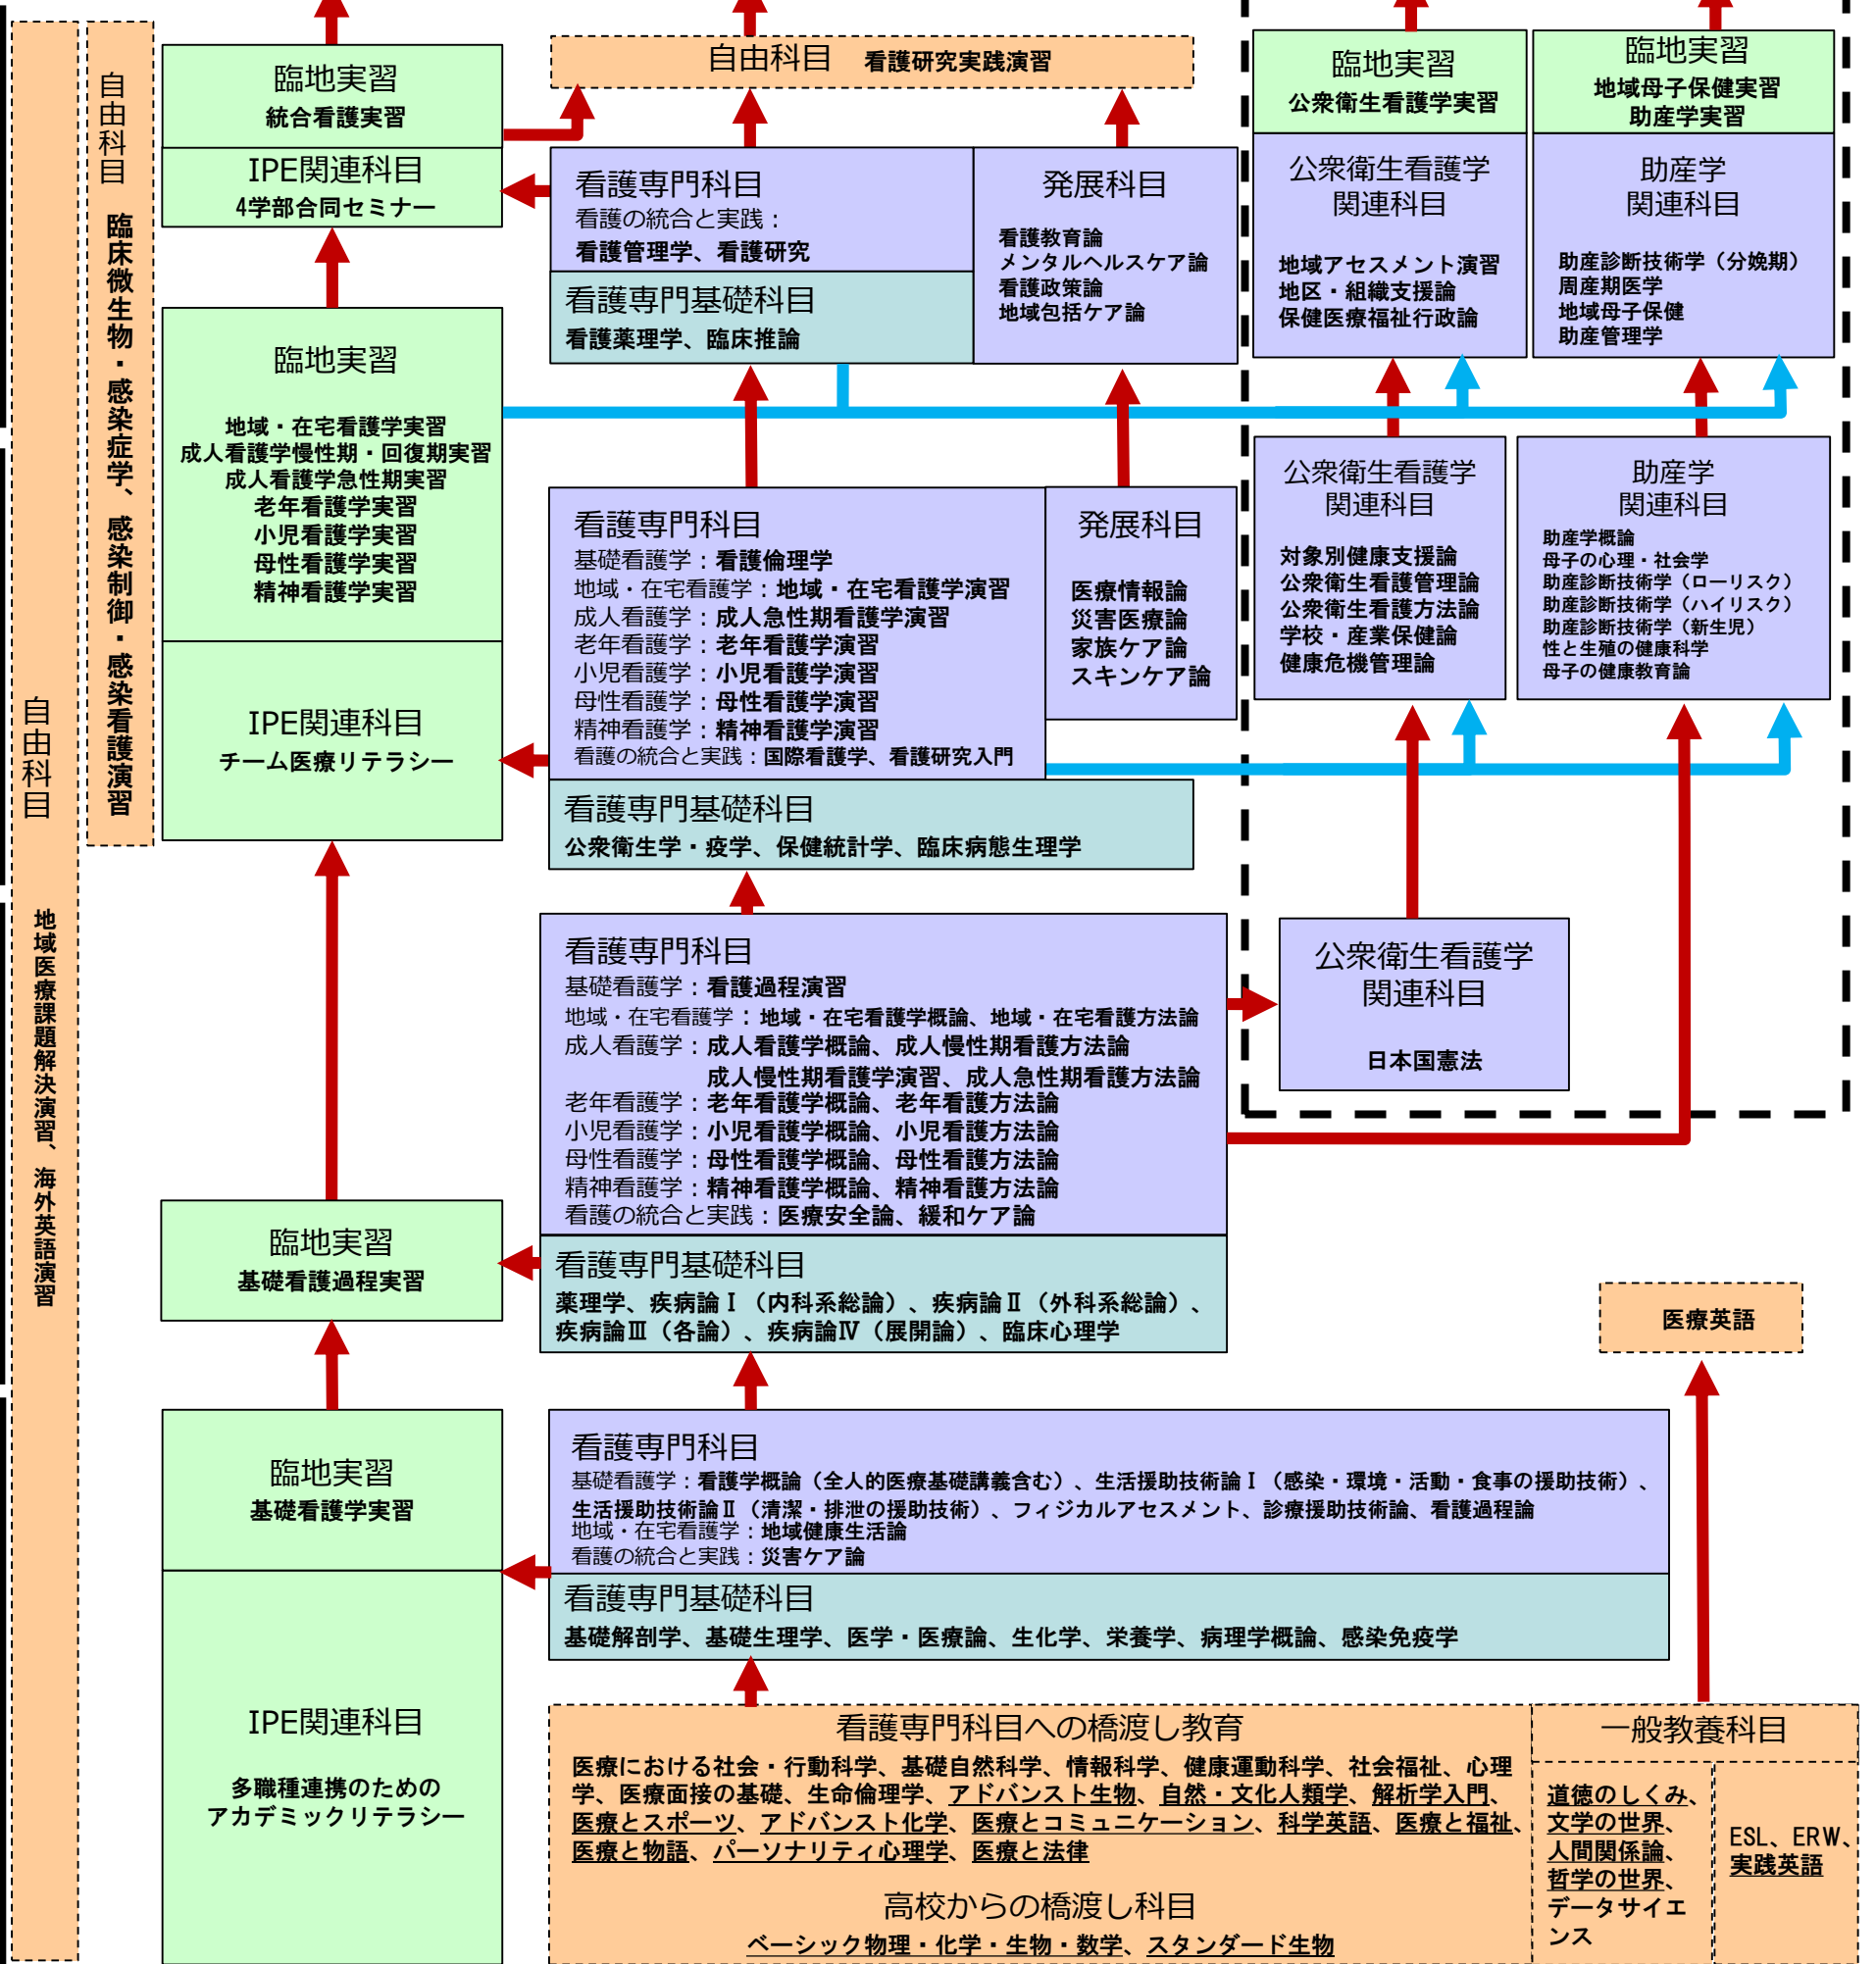 自由科目
地域医療課題解決演習、海外英語演習
自由科目
臨床微生物・感染症学、感染制御・感染看護演習
臨地実習
統合看護実習
IPE関連科目
4学部合同セミナー
自由科目 看護研究実践演習
看護専門科目
看護の統合と実践：
看護管理学、看護研究
看護専門基礎科目
看護薬理学、臨床推論
発展科目
看護教育論
メンタルヘルスケア論
看護政策論
地域包括ケア論
臨地実習
公衆衛生看護学実習
公衆衛生看護学
関連科目
地域アセスメント演習
地区・組織支援論
保健医療福祉行政論
臨地実習
地域母子保健実習
助産学実習
助産学
関連科目
助産診断技術学（分娩期）
周産期医学
地域母子保健
助産管理学
臨地実習
地域・在宅看護学実習
成人看護学慢性期・回復期実習
成人看護学急性期実習
老年看護学実習
小児看護学実習
母性看護学実習
精神看護学実習
IPE関連科目
チーム医療リテラシー
看護専門科目
基礎看護学：看護倫理学
地域・在宅看護学：地域・在宅看護学演習
成人看護学：成人急性期看護学演習
老年看護学：老年看護学演習
小児看護学：小児看護学演習
母性看護学：母性看護学演習
精神看護学：精神看護学演習
看護の統合と実践：国際看護学、看護研究入門
看護専門基礎科目
公衆衛生学・疫学、保健統計学、臨床病態生理学
発展科目
医療情報論
災害医療論
家族ケア論
スキンケア論
公衆衛生看護学
関連科目
対象別健康支援論
公衆衛生看護管理論
公衆衛生看護方法論
学校・産業保健論
健康危機管理論
助産学
関連科目
助産学概論
母子の心理・社会学
助産診断技術学（ローリスク）
助産診断技術学（ハイリスク）
助産診断技術学（新生児）
性と生殖の健康科学
母子の健康教育論
看護専門科目
基礎看護学：看護過程演習
地域・在宅看護学：地域・在宅看護学概論、地域・在宅看護方法論
成人看護学：成人看護学概論、成人慢性期看護方法論
成人慢性期看護学演習、成人急性期看護方法論
老年看護学：老年看護学概論、老年看護方法論
小児看護学：小児看護学概論、小児看護方法論
母性看護学：母性看護学概論、母性看護方法論
精神看護学：精神看護学概論、精神看護方法論
看護の統合と実践：医療安全論、緩和ケア論
看護専門基礎科目
薬理学、疾病論Ⅰ（内科系総論）、疾病論Ⅱ（外科系総論）、
疾病論Ⅲ（各論）、疾病論Ⅳ（展開論）、臨床心理学
公衆衛生看護学
関連科目
日本国憲法
臨地実習
基礎看護過程実習
医療英語
臨地実習
基礎看護学実習
IPE関連科目
多職種連携のための
アカデミックリテラシー
看護専門科目
基礎看護学：看護学概論（全人的医療基礎講義含む）、生活援助技術論Ⅰ（感染・環境・活動・食事の援助技術）、
生活援助技術論Ⅱ（清潔・排泄の援助技術）、フィジカルアセスメント、診療援助技術論、看護過程論
地域・在宅看護学：地域健康生活論
看護の統合と実践：災害ケア論
看護専門基礎科目
基礎解剖学、基礎生理学、医学・医療論、生化学、栄養学、病理学概論、感染免疫学
看護専門科目への橋渡し教育
医療における社会・行動科学、基礎自然科学、情報科学、健康運動科学、社会福祉、心理
学、医療面接の基礎、生命倫理学、アドバンスト生物、自然・文化人類学、解析学入門、
医療とスポーツ、アドバンスト化学、医療とコミュニケーション、科学英語、医療と福祉、
医療と物語、パーソナリティ心理学、医療と法律
高校からの橋渡し科目
ベーシック物理・化学・生物・数学、スタンダード生物
一般教養科目
道徳のしくみ、
文学の世界、
人間関係論、
哲学の世界、
データサイエ
ンス
ESL、ERW、
実践英語